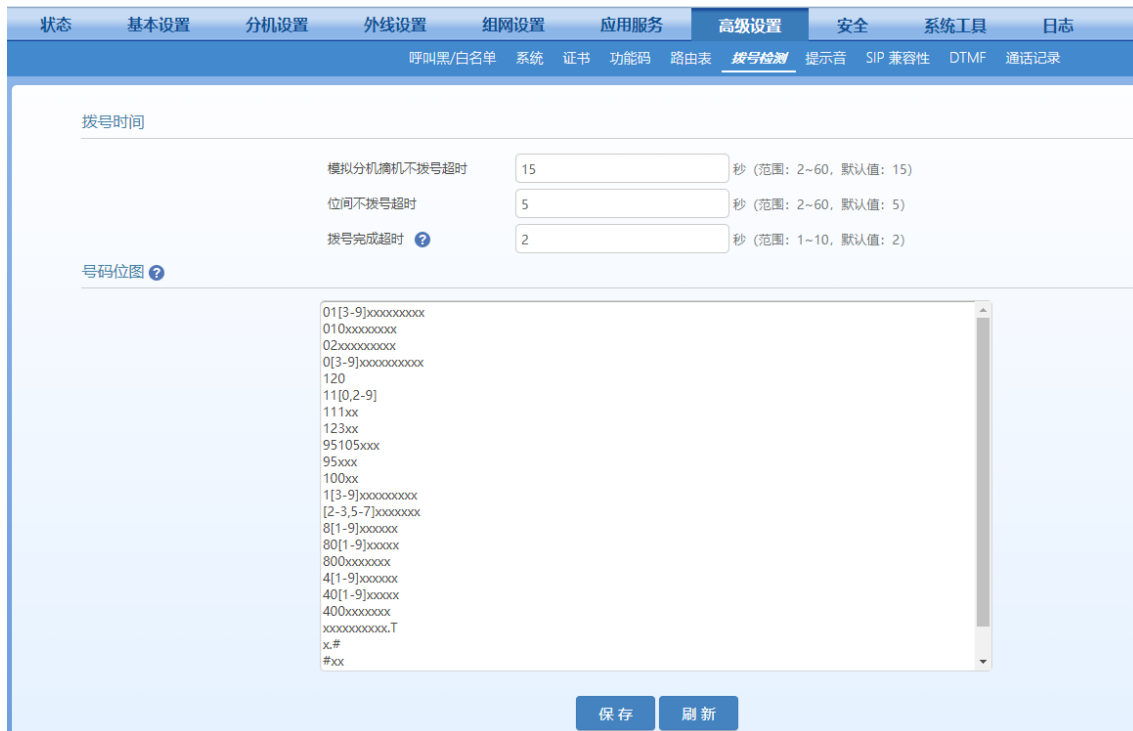 状态 基本设置 分机设置 外线设置 组网设置 应用服务 高级设置 安全 系统工具 日志
呼叫黑/白名单 系统 证书 功能码 路由表 拨号检测 提示音 SIP 兼容性 DTMF 通话记录
拨号时间
模拟分机摘机不拨号超时 15 秒 (范围: 2~60, 默认值: 15)
位间不拨号超时 5 秒 (范围: 2~60, 默认值: 5)
拨号完成超时 ? 2 秒 (范围: 1~10, 默认值: 2)
号码位图 ?
01[3-9]xxxxxxxxx
010xxxxxxxx
02xxxxxxxxx
0[3-9]xxxxxxxxxx
120
11[0,2-9]
111xx
123xx
95105xxx
95xxx
100xx
1[3-9]xxxxxxxxx
[2-3,5-7]xxxxxxx
8[1-9]xxxxxx
80[1-9]xxxxx
800xxxxxxx
4[1-9]xxxxxx
40[1-9]xxxxx
400xxxxxxx
xxxxxxxxxx.T
x.#
#xx
保存 刷新